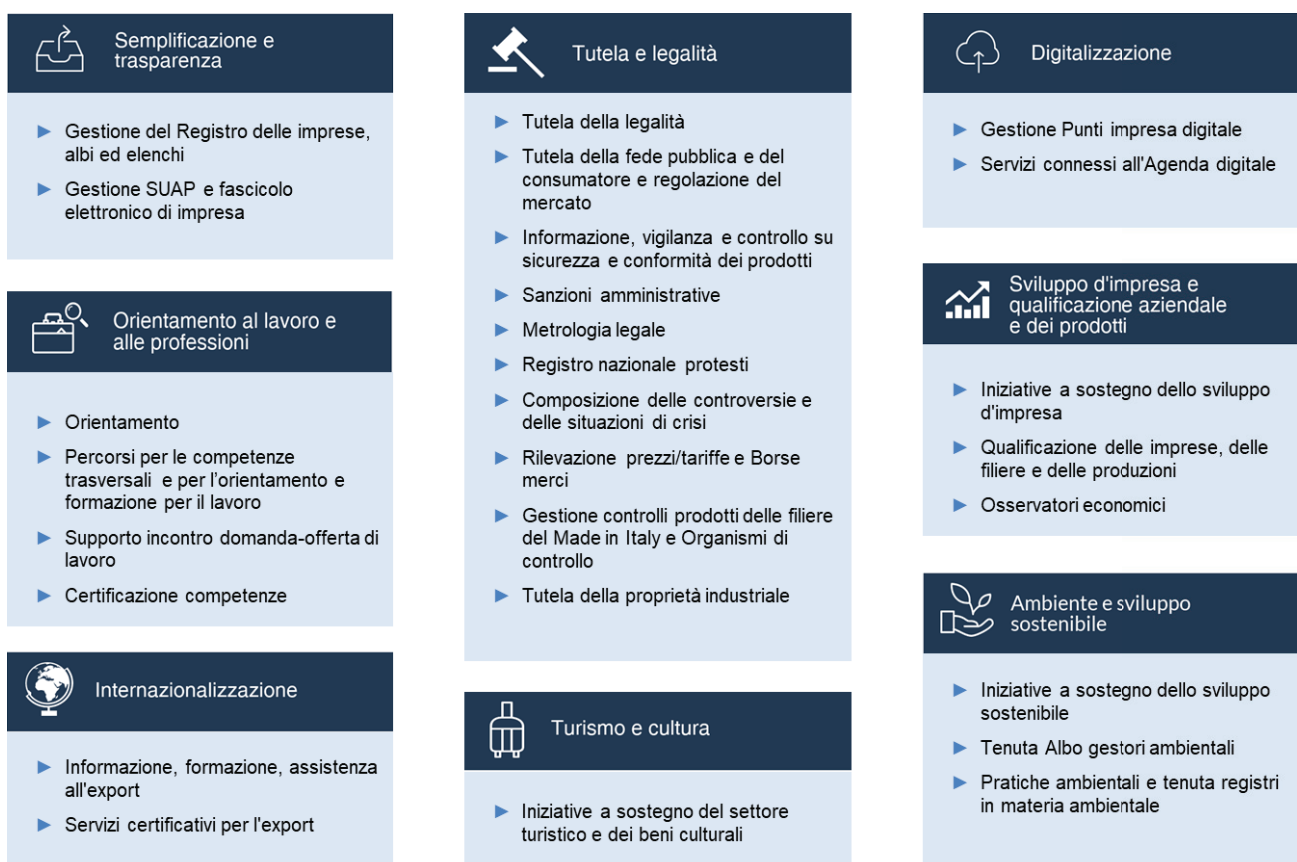 Semplificazione e
trasparenza
Gestione del Registro delle imprese,
albi ed elenchi
Gestione SUAP e fascicolo
elettronico di impresa
Orientamento al lavoro e
alle professioni
Orientamento
Percorsi per le competenze
trasversali e per l'orientamento e
formazione per il lavoro
Supporto incontro domanda-offerta di
lavoro
Certificazione competenze
Internazionalizzazione
Informazione, formazione, assistenza
all'export
Servizi certificativi per l'export
Tutela e legalità
Tutela della legalità
Tutela della fede pubblica e del
consumatore e regolazione del
mercato
Informazione, vigilanza e controllo su
sicurezza e conformità dei prodotti
Sanzioni amministrative
Metrologia legale
Registro nazionale protesti
Composizione delle controversie e
delle situazioni di crisi
Rilevazione prezzi/tariffe e Borse
merci
Gestione controlli prodotti delle filiere
del Made in Italy e Organismi di
controllo
Tutela della proprietà industriale
Turismo e cultura
Iniziative a sostegno del settore
turistico e dei beni culturali
Digitalizzazione
Gestione Punti impresa digitale
Servizi connessi all'Agenda digitale
Sviluppo d'impresa e
qualificazione aziendale
e dei prodotti
Iniziative a sostegno dello sviluppo
d'impresa
Qualificazione delle imprese, delle
filiere e delle produzioni
Osservatori economici
Ambiente e sviluppo
sostenibile
Iniziative a sostegno dello sviluppo
sostenibile
Tenuta Albo gestori ambientali
Pratiche ambientali e tenuta registri
in materia ambientale